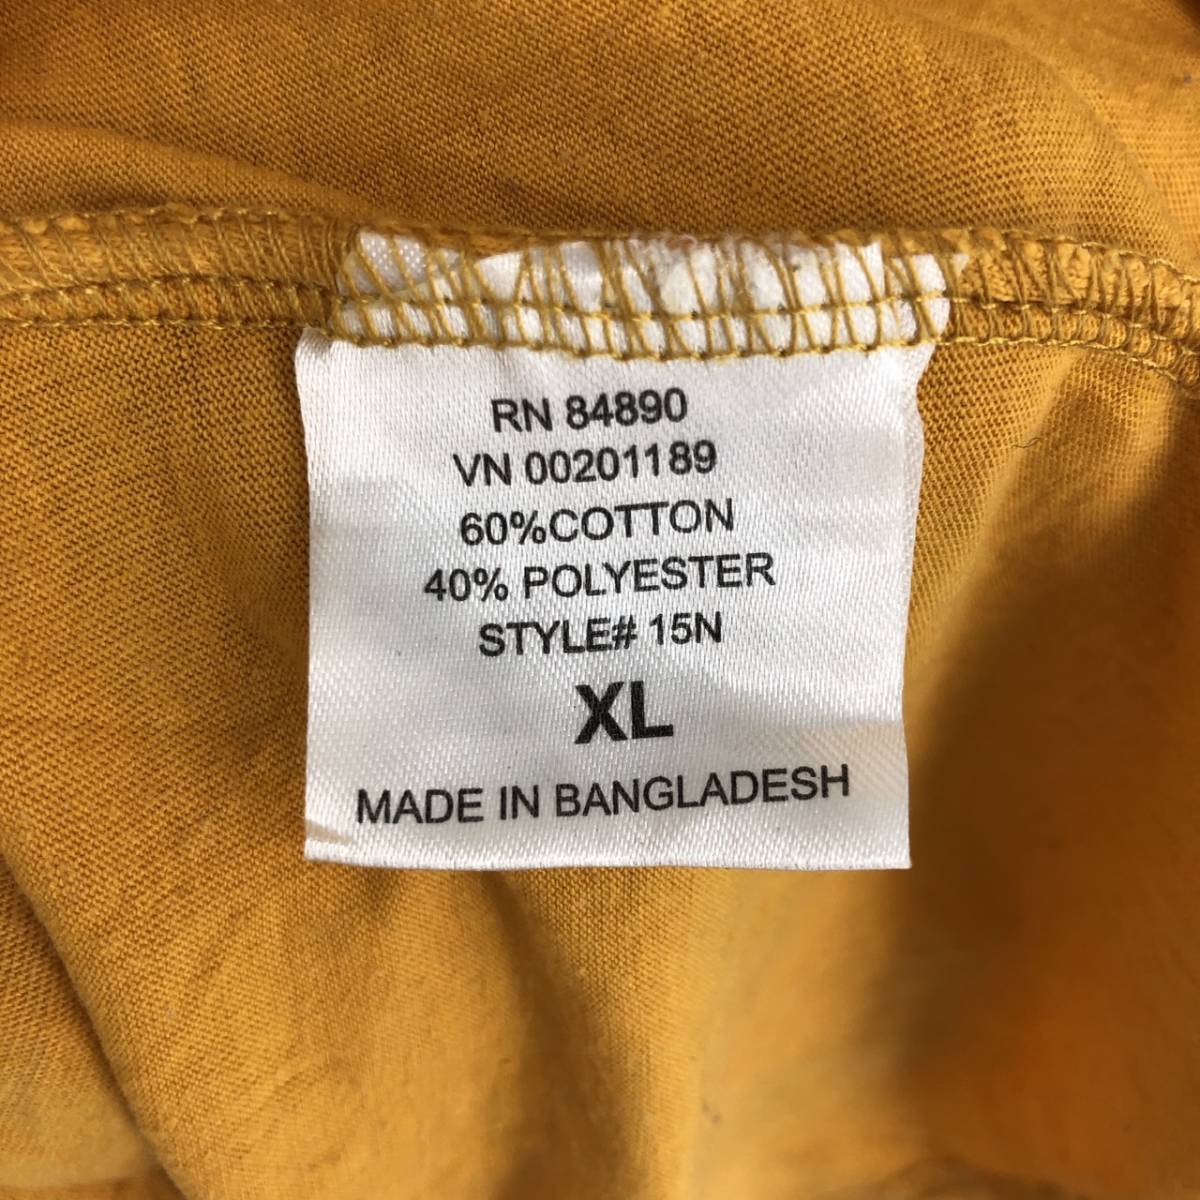 RN 84890
VN 00201189
60%COTTON
40% POLYESTER
STYLE# 15N
XL
MADE IN BANGLADESH